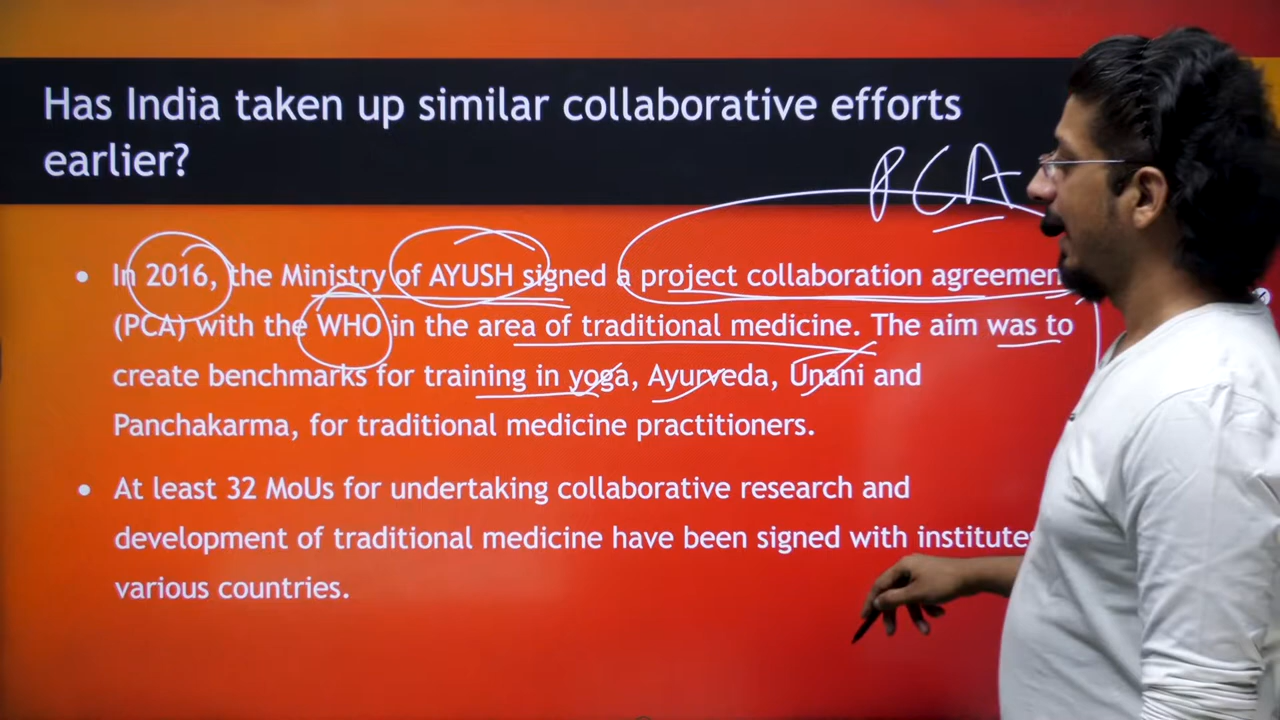 Has India taken up similar collaborative efforts
earlier?
PCA
• In 2016, the Ministry of AYUSH signed a project collaboration agreemen
(PCA) with the WHO in the area of traditional medicine. The aim was to
create benchmarks for training in yoga, Ayurveda, Unani and
Panchakarma, for traditional medicine practitioners.
• At least 32 MoUs for undertaking collaborative research and
development of traditional medicine have been signed with institutes
various countries.